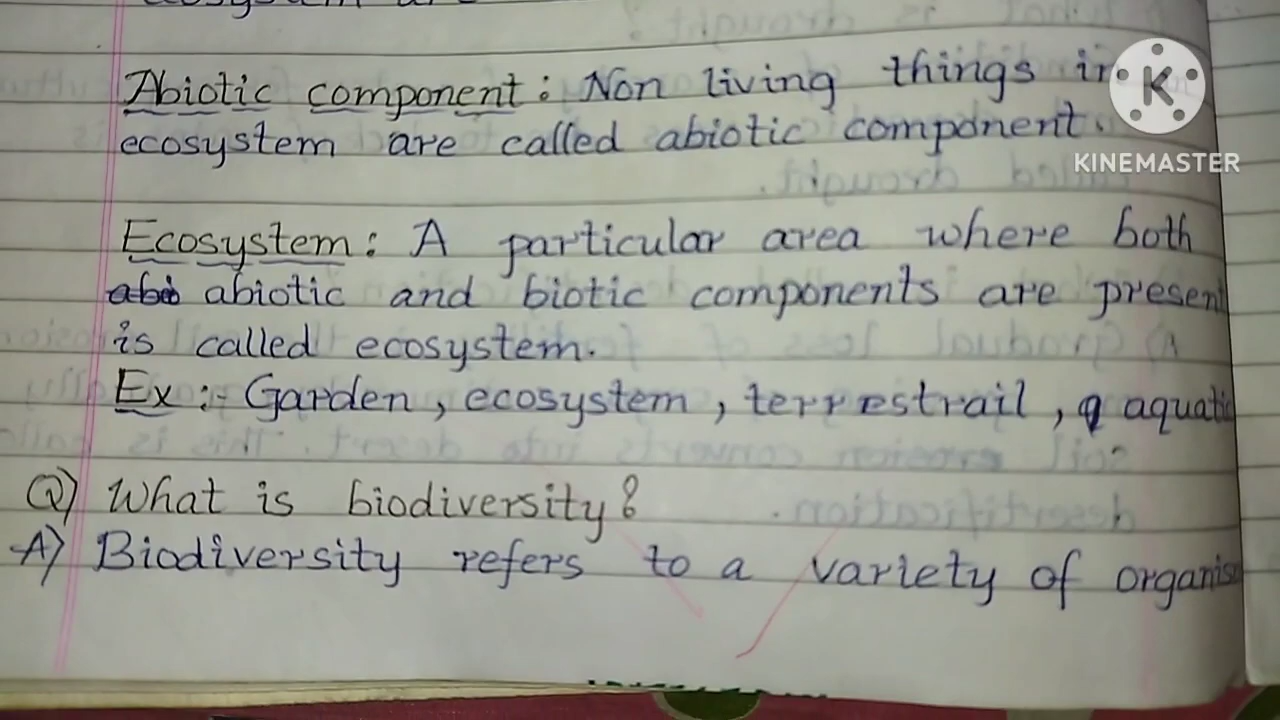 Abiotic component: Non living things in
ecosystem are called abiotic component.
Ecosystem: A particular area where both
abiotic and biotic components are present
is called ecosystem.
Ex:- Garden, ecosystem, terrestrail, aquatic
Q) What is biodiversity?
A) Biodiversity refers to a variety of organis
KINEMASTER